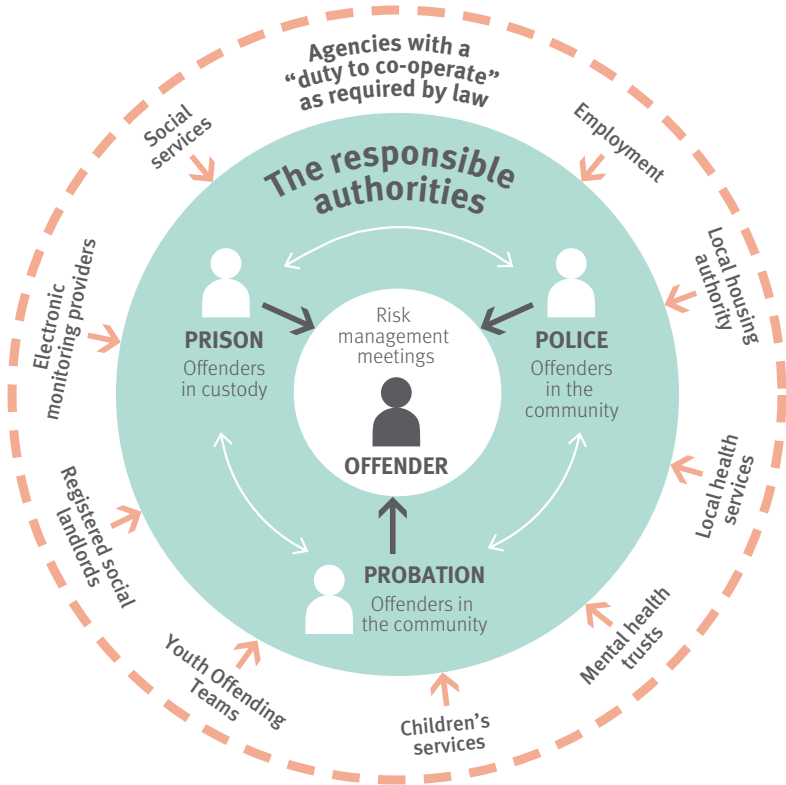 Agencies with a
“duty to co-operate”
as required by law
Social
services
Employment
The responsible
authorities
Electronic
monitoring providers
Local housing
authority
PRISON
Offenders
in custody
Risk
management
meetings
OFFENDER
POLICE
Offenders
in the
community
Registered social
landlords
Local health
services
PROBATION
Offenders in
the community
Youth Offending
Teams
Mental health
trusts
Children’s
services